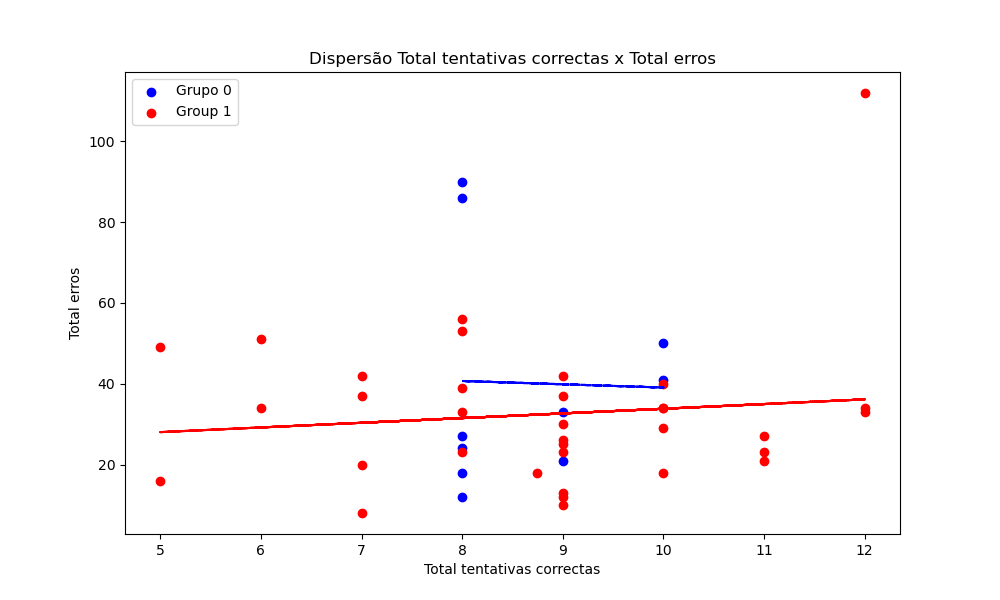 Dispersão Total tentativas correctas x Total erros
Grupo 0
Group 1
100
80
60
40
20
Total erros
5 6 7 8 9 10 11 12
Total tentativas correctas